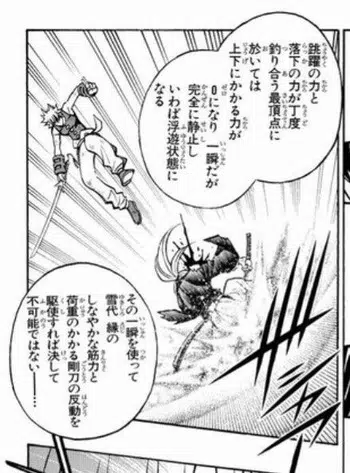 跳躍の力と
落下の力が丁度
釣り合う最頂点に
於いては
上下にかかる力が
0になり 一瞬だが
完全に静止し
いわば浮遊状態に
なる
その一瞬を使って
雪代 縁の
しなやかな筋力と
荷重のかかる剛刀の反動を
駆使すれば決して
不可能ではない———